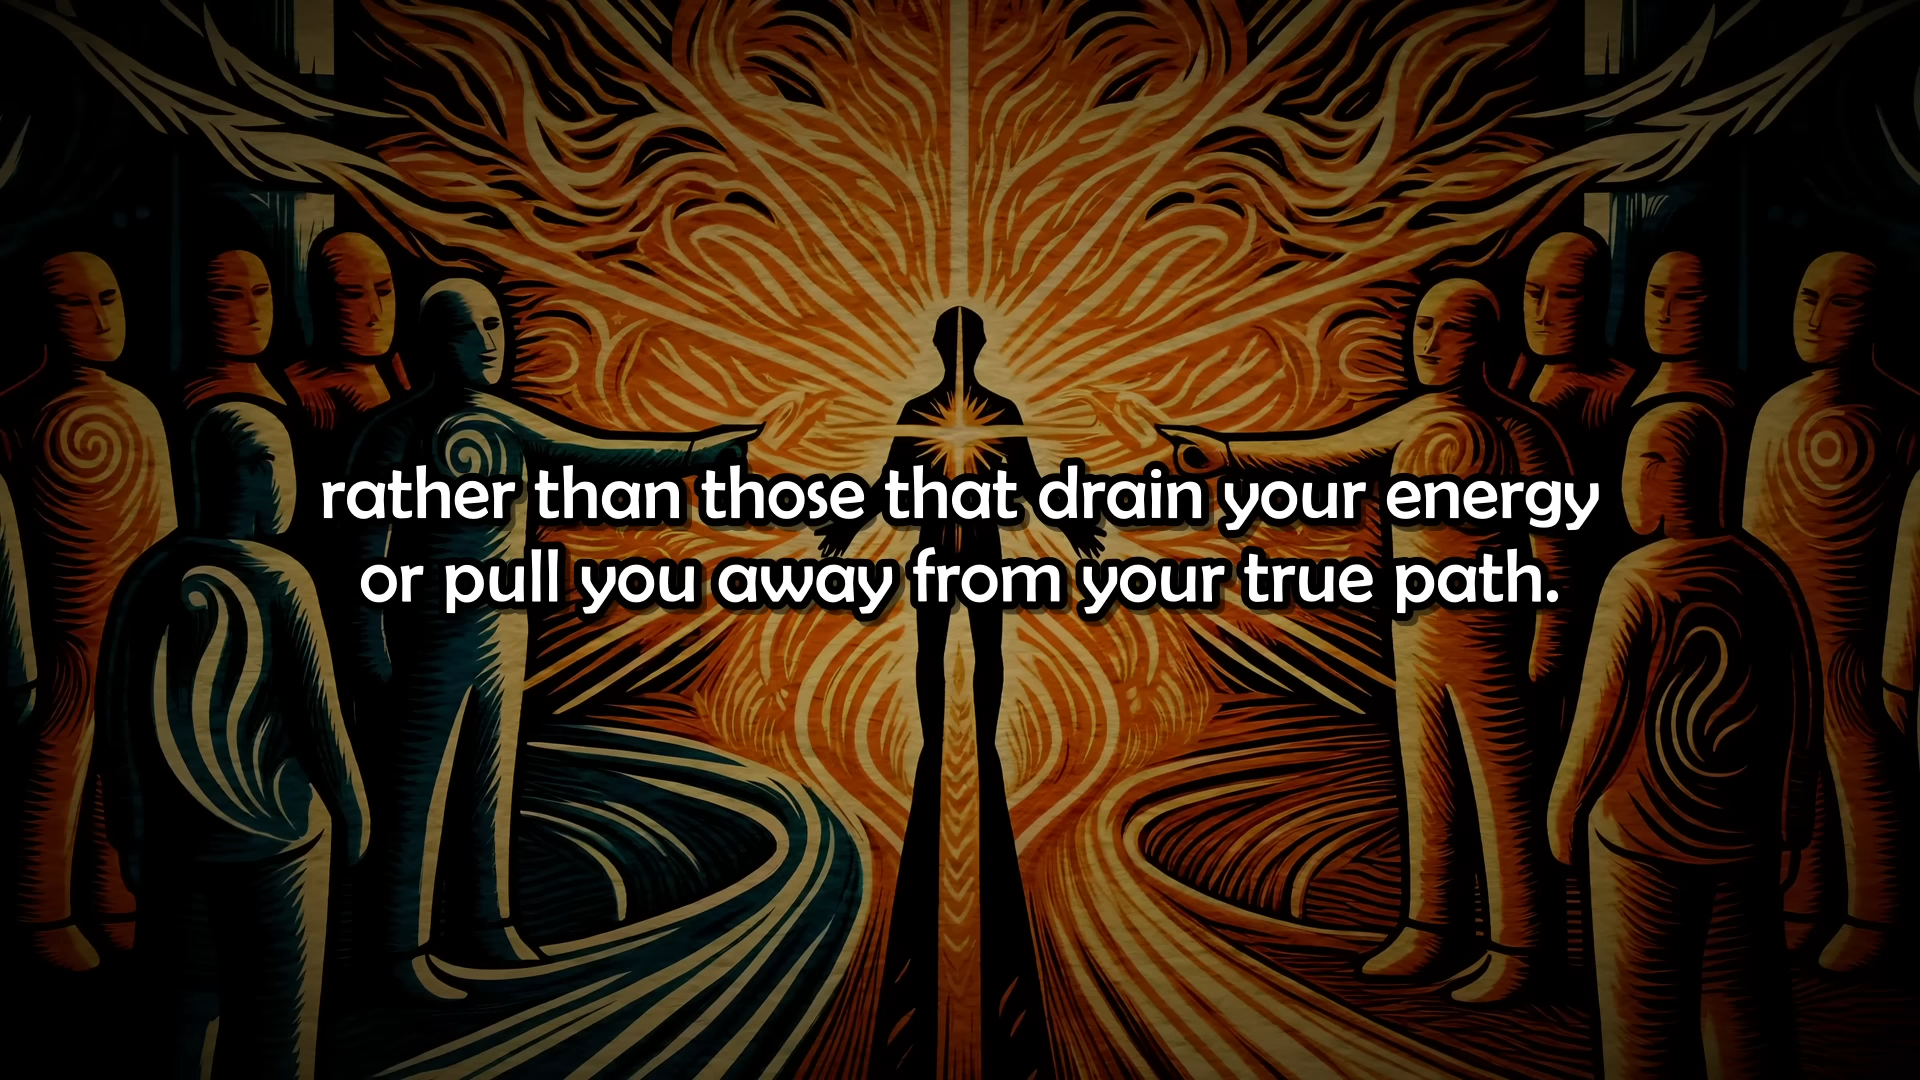 rather than those that drain your energy
or pull you away from your true path.